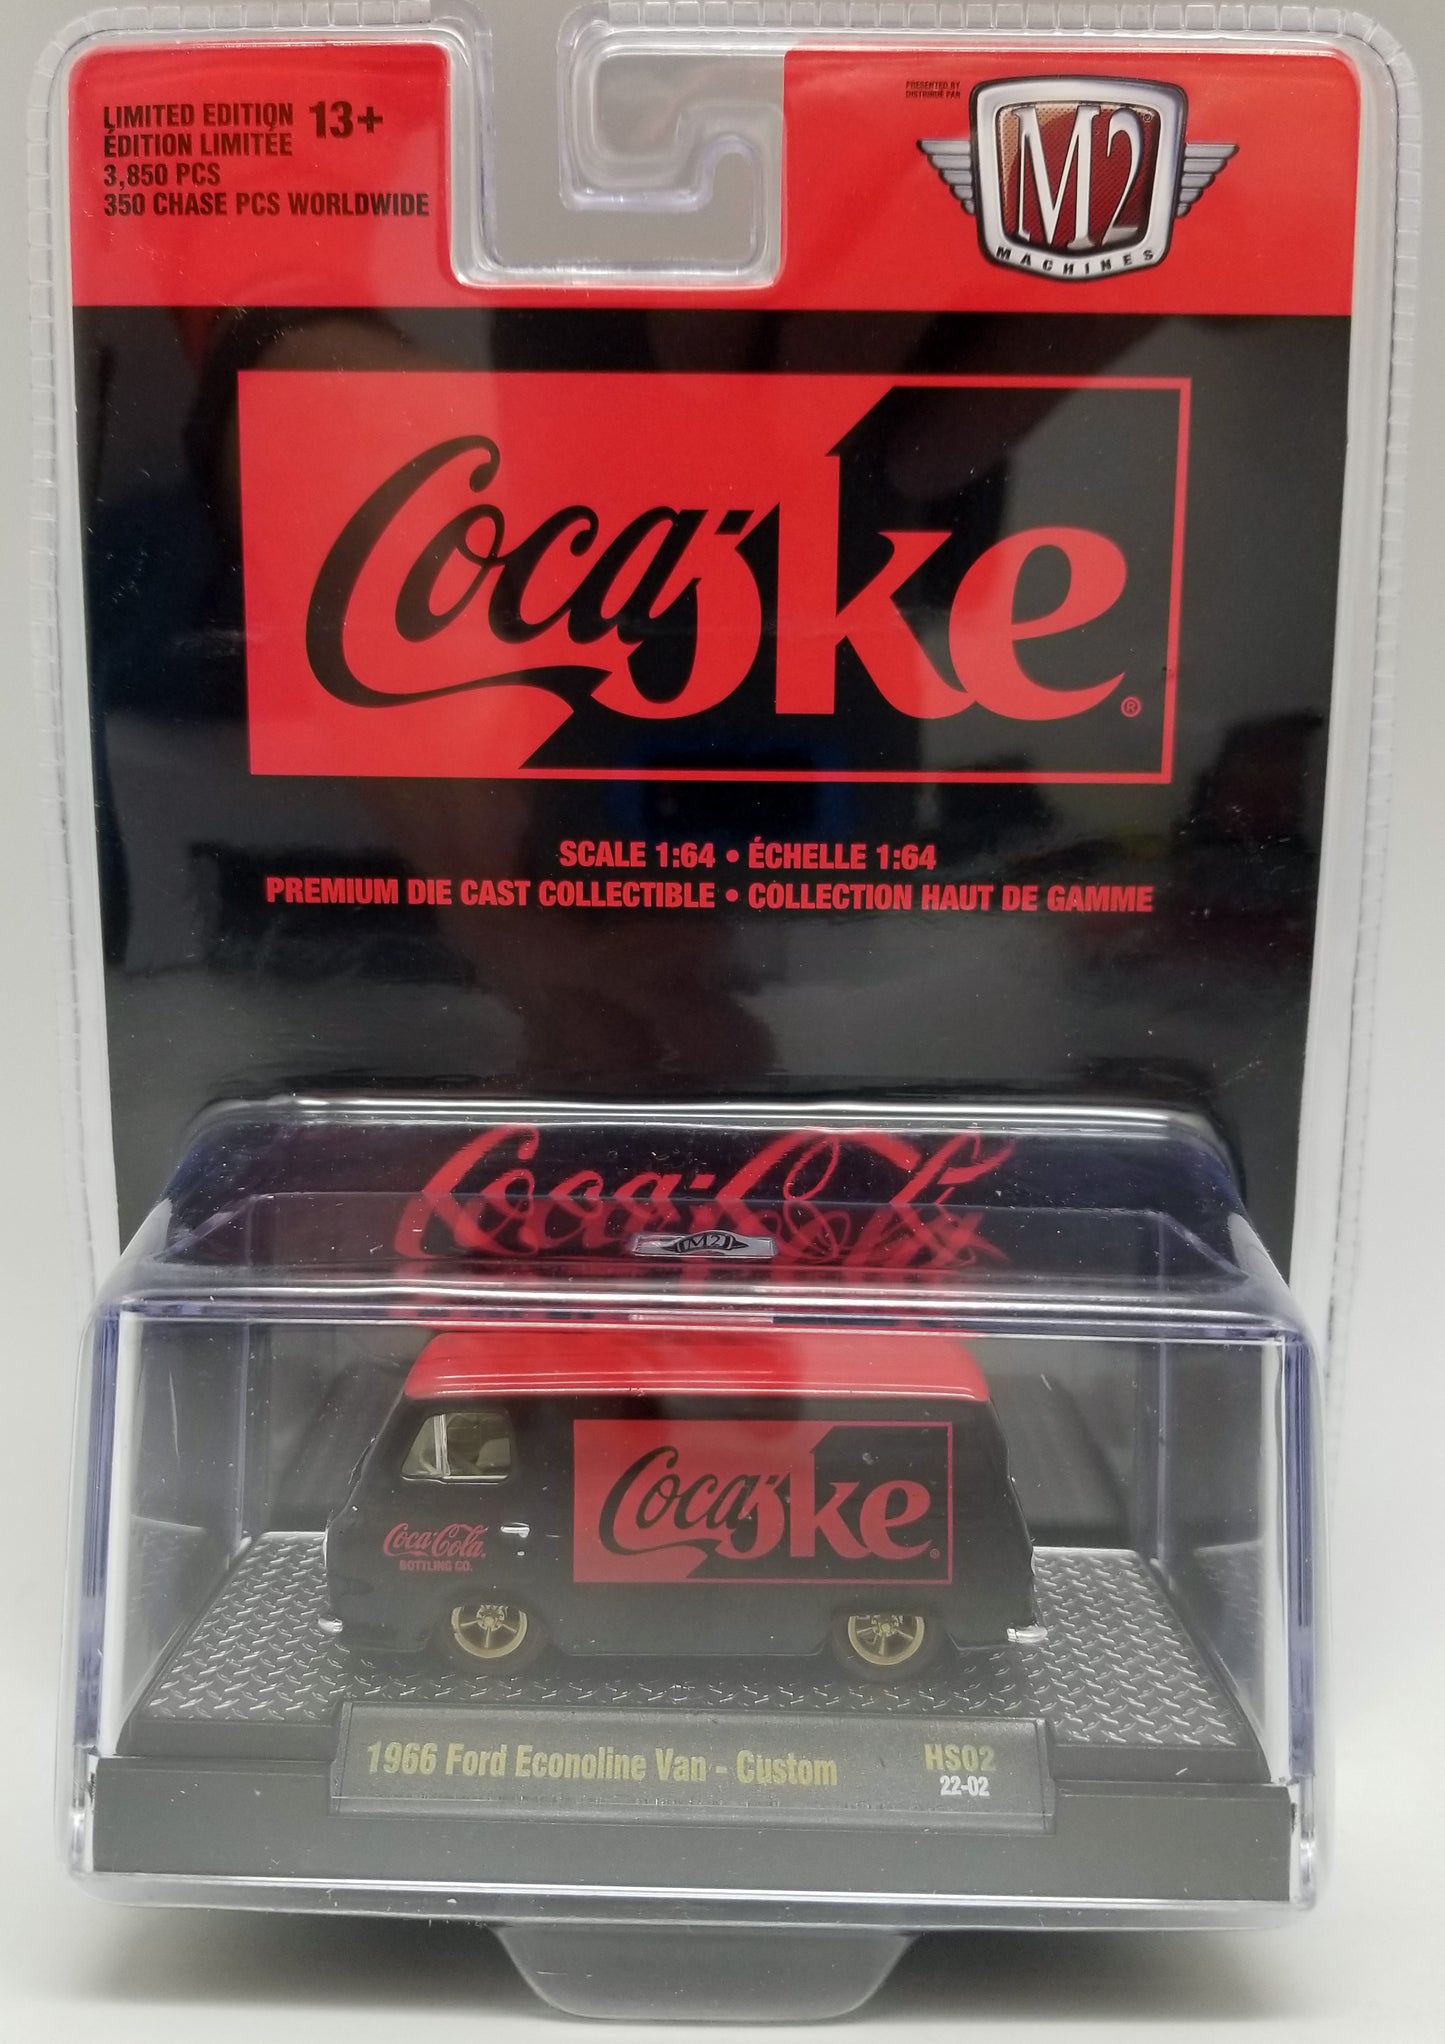 LIMITED EDITION 13+
ÉDITION LIMITÉE
3,850 PCS
350 CHASE PCS WORLDWIDE
PRESENTED BY
DISTRIBUÉ PAR
M2
MACHINES
Coca-Coke®
SCALE 1:64 • ÉCHELLE 1:64
PREMIUM DIE CAST COLLECTIBLE • COLLECTION HAUT DE GAMME
Coca-Cola
M2
Coca-Coke®
Coca-Cola
BOTTLING CO.
1966 Ford Econoline Van - Custom HS02
22-02